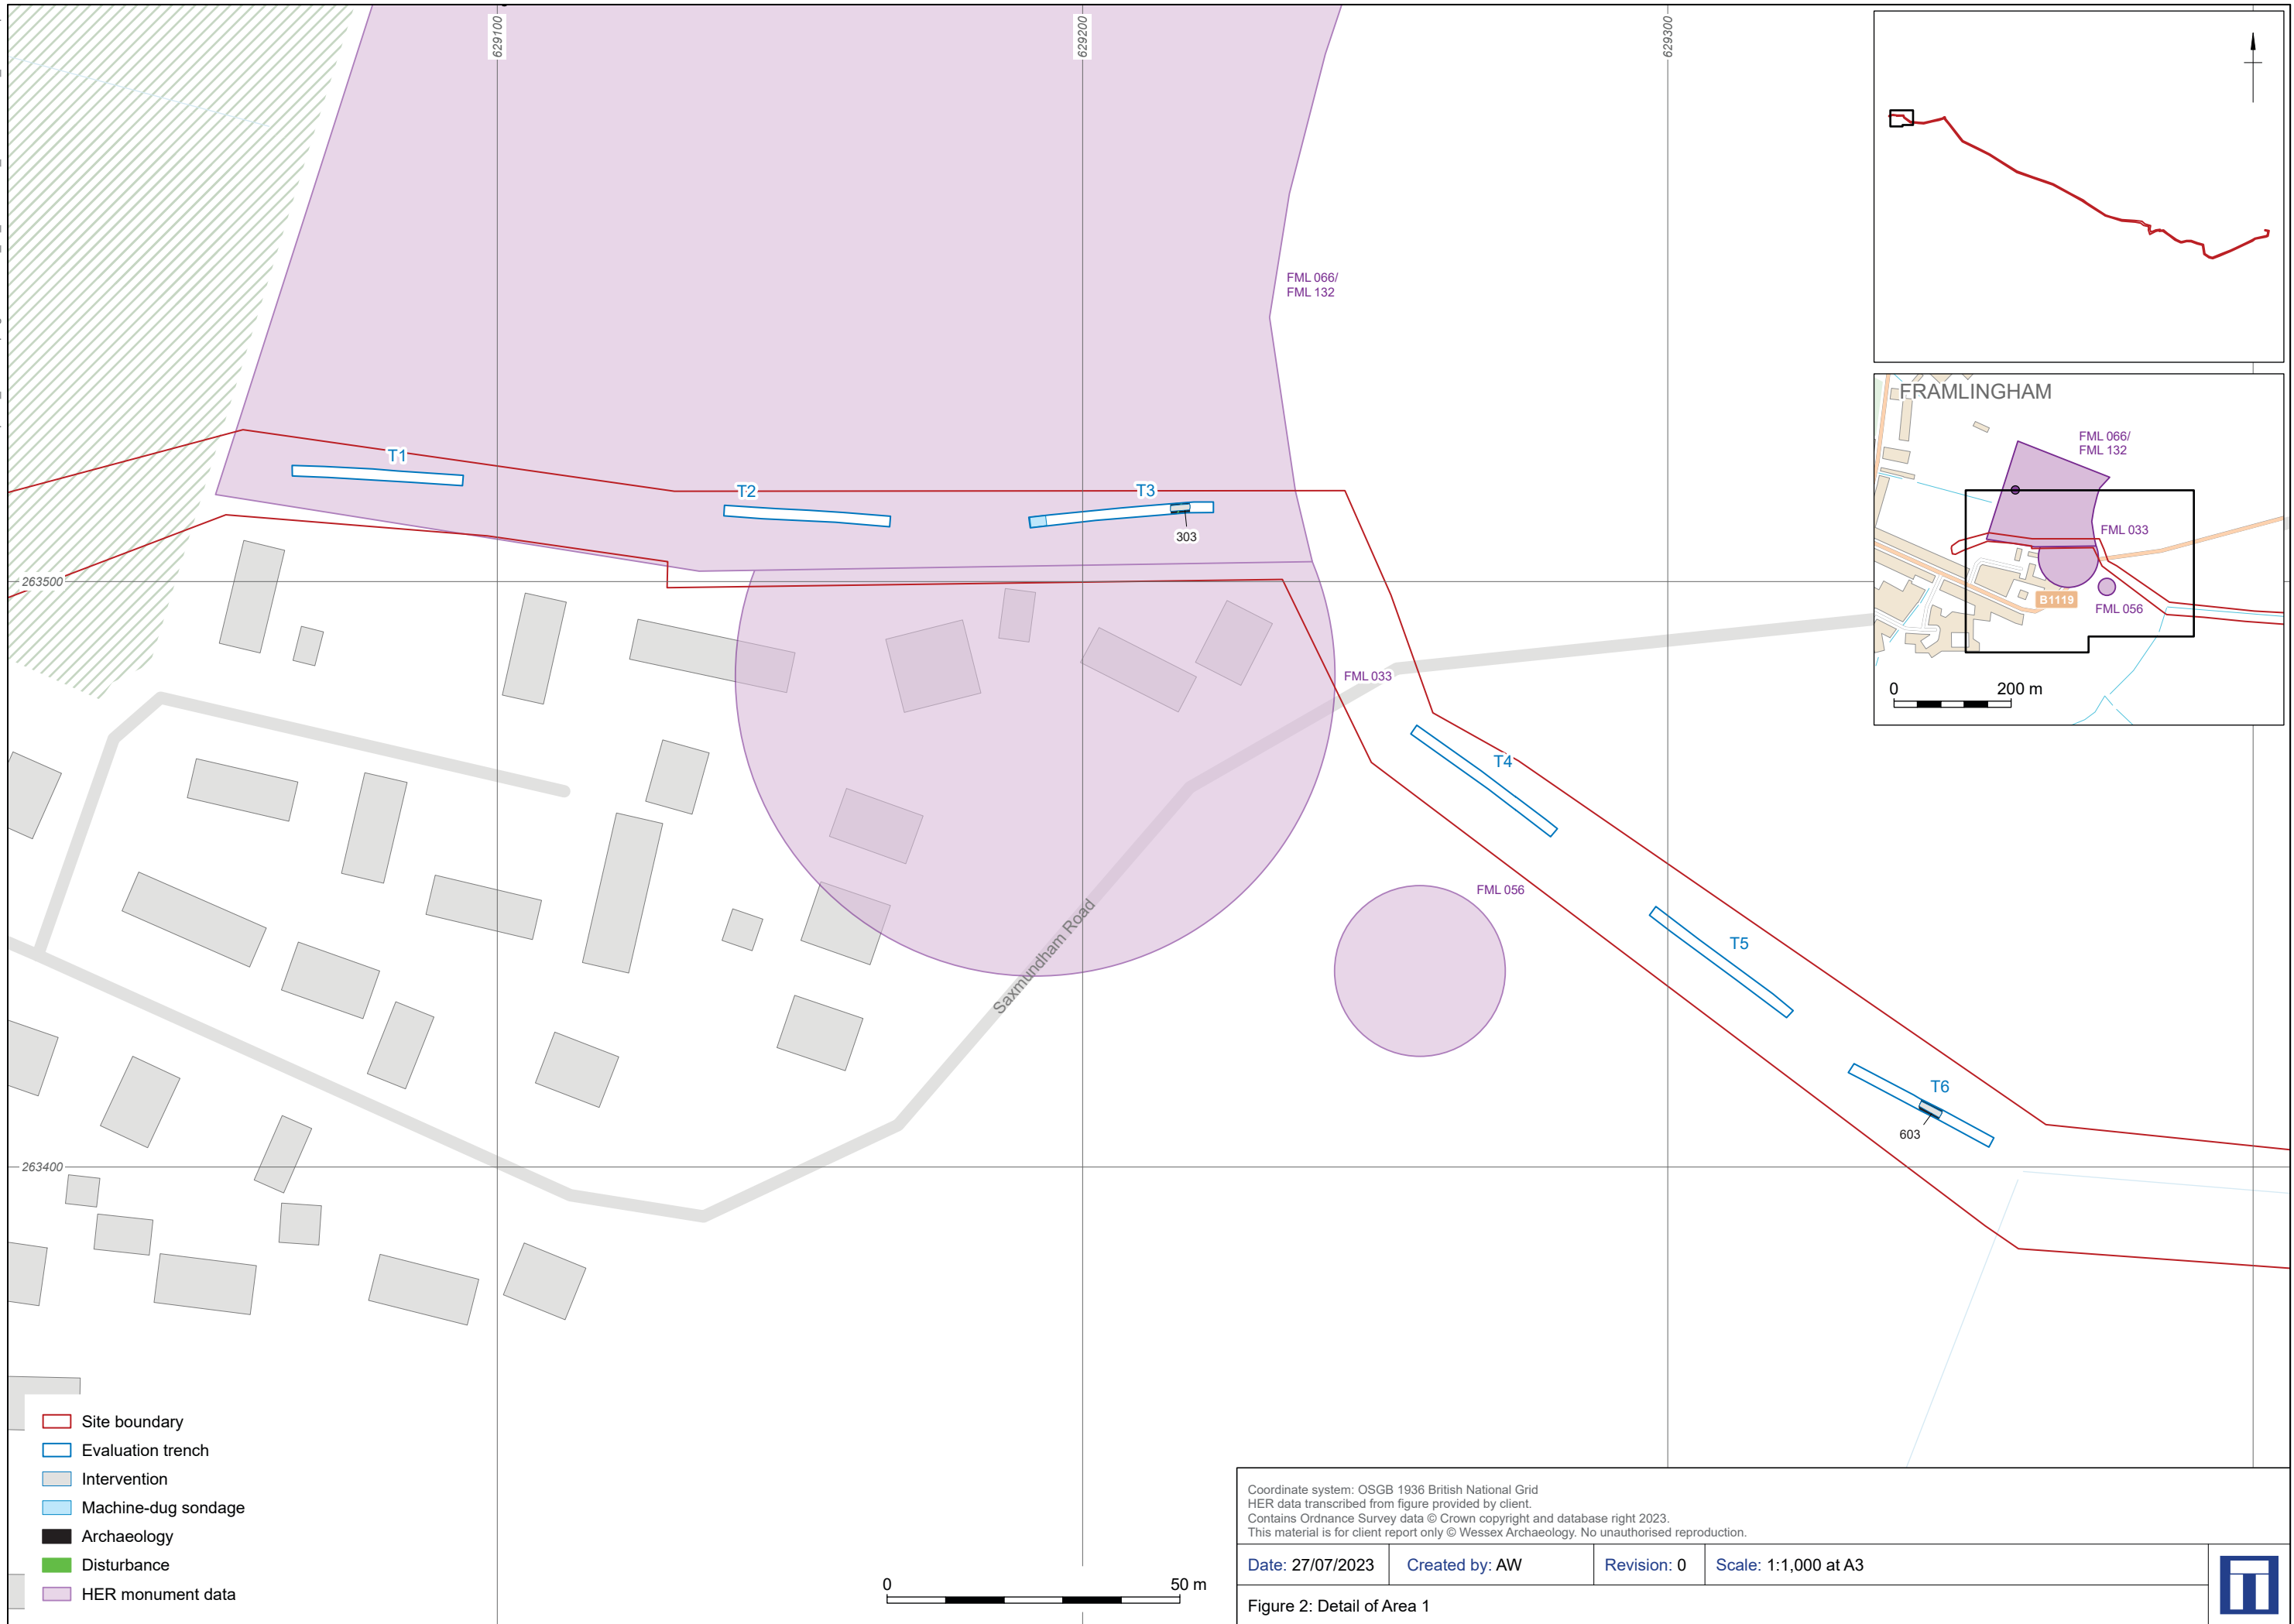 629100
629200
629300
FRAMLINGHAM
FML 066/
FML 132
FML 033
B1119
FML 056
0 200 m
FML 066/
FML 132
T1
T2
T3
303
263500
FML 033
T4
FML 056
T5
Saxmundham Road
T6
603
263400
Site boundary
Evaluation trench
Intervention
Machine-dug sondage
Archaeology
Disturbance
HER monument data
0 50 m
Coordinate system: OSGB 1936 British National Grid
HER data transcribed from figure provided by client.
Contains Ordnance Survey data © Crown copyright and database right 2023.
This material is for client report only © Wessex Archaeology. No unauthorised reproduction.
Date: 27/07/2023 Created by: AW Revision: 0 Scale: 1:1,000 at A3
Figure 2: Detail of Area 1